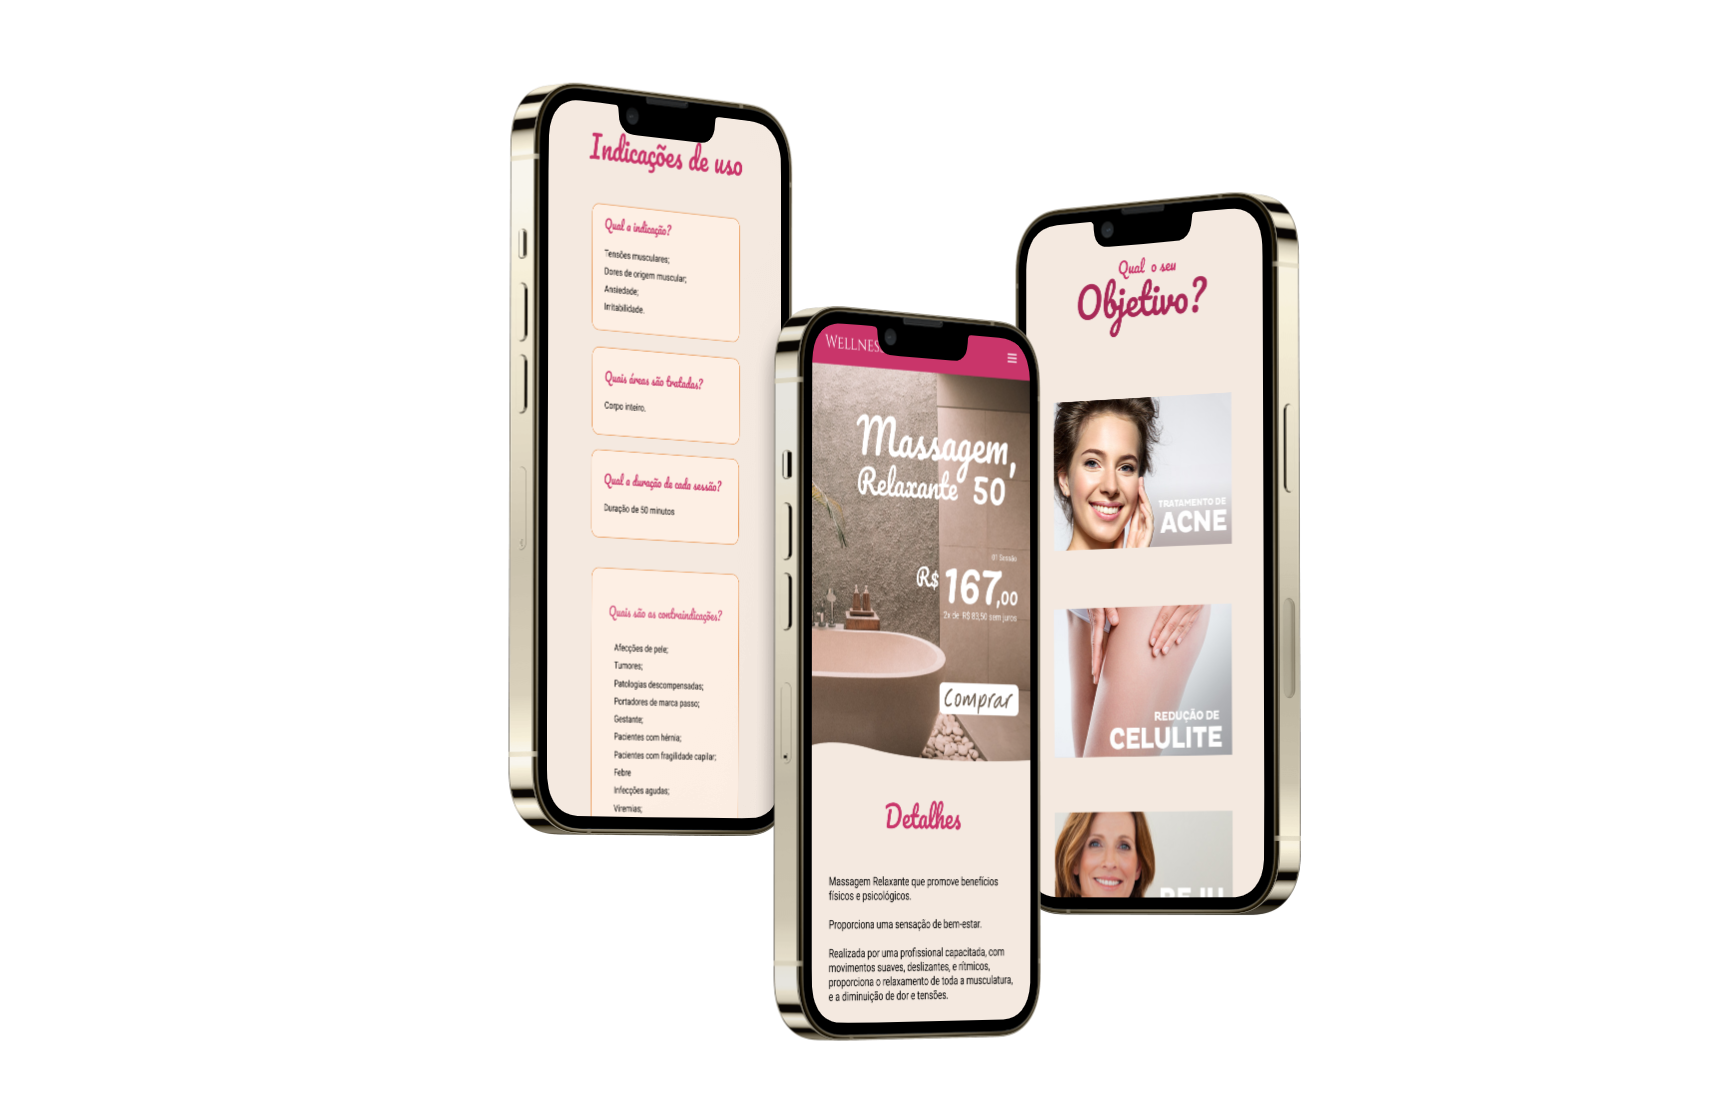 Indicações de uso
Qual a indicação?
Tensões musculares;
Dores de origem muscular;
Ansiedade;
Irritabilidade.
Quais áreas são tratadas?
Corpo inteiro.
Qual a duração de cada sessão?
Duração de 50 minutos
Quais são as contraindicações?
Afecções de pele;
Tumores;
Patologias descompensadas;
Portadores de marca passo;
Gestante;
Pacientes com hérnia;
Pacientes com fragilidade capilar;
Febre
Infecções agudas;
Viremias;
WELLNES
Massagem,
Relaxante 50
Sessão
R$ 167,00
2x de R$ 83,50 sem juros
Comprar
Detalhes
Massagem Relaxante que promove benefícios
físicos e psicológicos.
Proporciona uma sensação de bem-estar.
Realizada por uma profissional capacitada, com
movimentos suaves, deslizantes, e rítmicos,
proporciona o relaxamento de toda a musculatura,
e a diminuição de dor e tensões.
Qual o seu
Objetivo?
TRATAMENTO DE
ACNE
REDUÇÃO DE
CELULITE